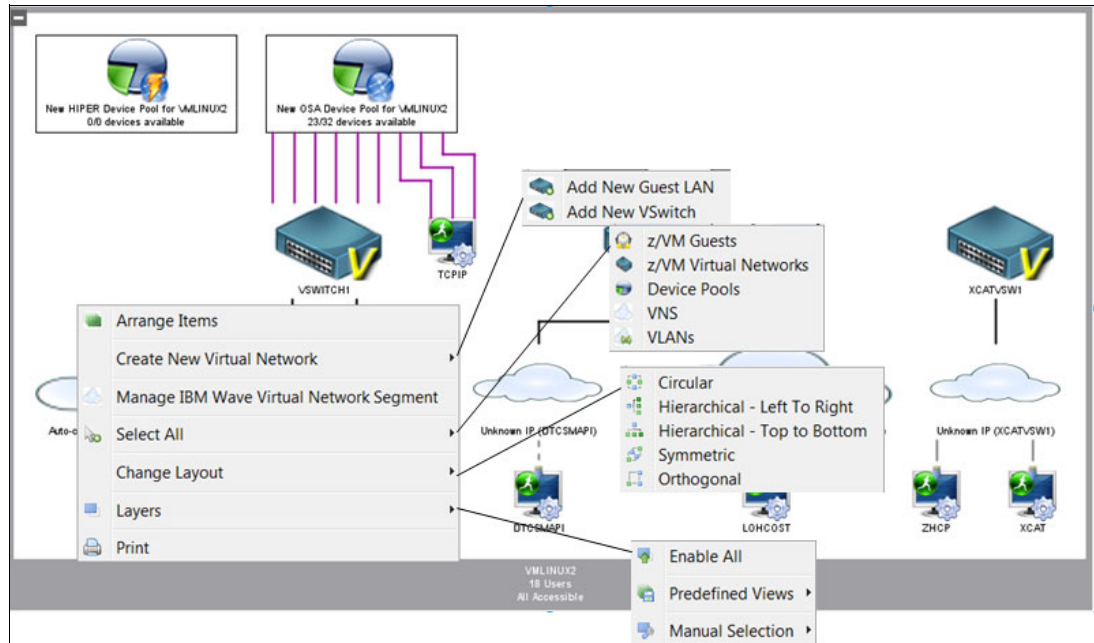 New HIPER Device Pool for VMLINUX2
0/0 devices available
New OSA Device Pool for VMLINUX2
23/32 devices available
Add New Guest LAN
Add New VSwitch
z/VM Guests
z/VM Virtual Networks
Device Pools
VNS
VLANs
TCPIP
VSWITCH1
XCATVSW1
Arrange Items
Create New Virtual Network
Manage IBM Wave Virtual Network Segment
Select All
Change Layout
Layers
Print
Circular
Hierarchical - Left To Right
Hierarchical - Top to Bottom
Symmetric
Orthogonal
Unknown IP (DTCSMAPI)
Unknown IP (XCATVSW1)
DTCSMAPI
LOHCOST
ZHCP
XCAT
Enable All
Predefined Views
Manual Selection
VMLINUX2
18 Users
All Accessible